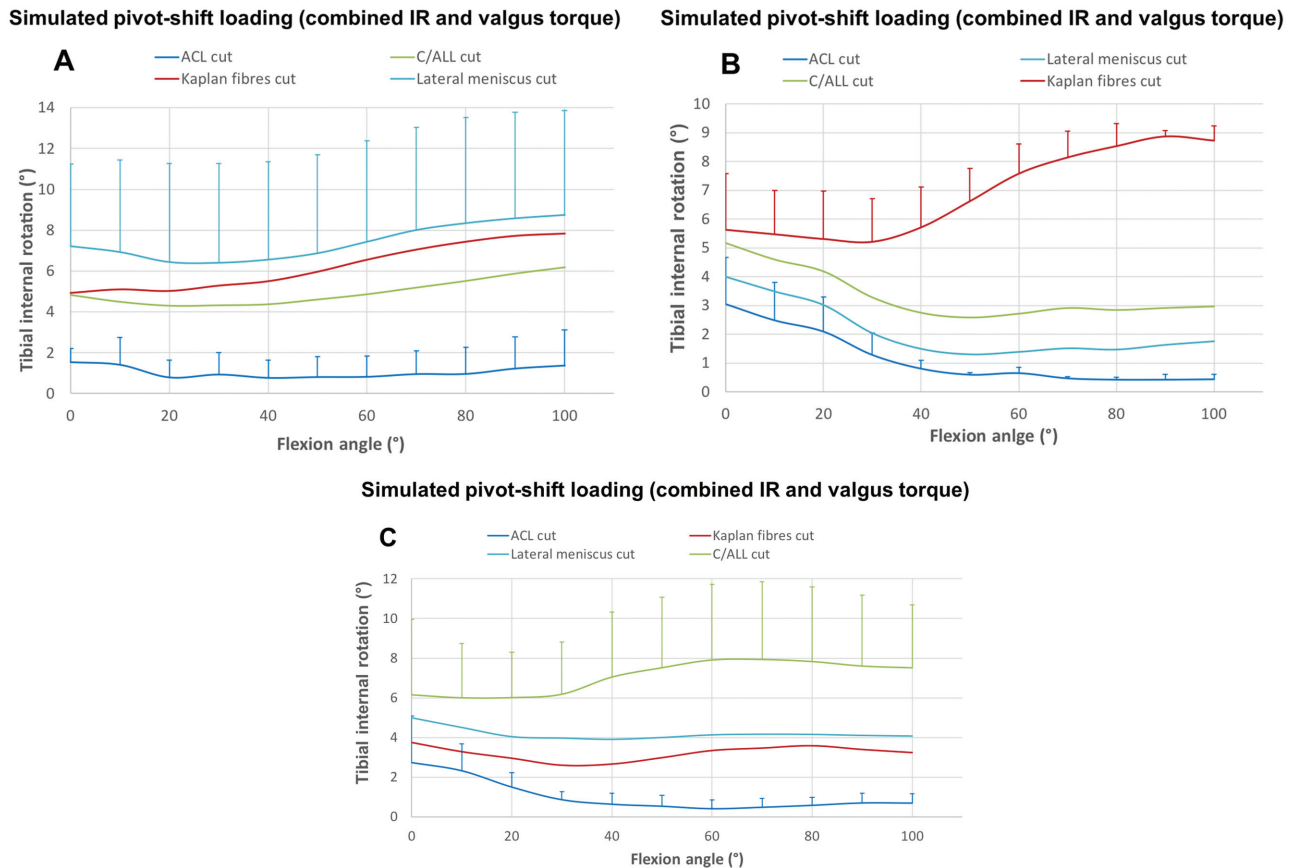 Simulated pivot-shift loading (combined IR and valgus torque)
A
ACL cut
C/ALL cut
Kaplan fibres cut
Lateral meniscus cut
Tibial internal rotation (°)
14
12
10
8
6
4
2
0
0 20 40 60 80 100
Flexion angle (°)
Simulated pivot-shift loading (combined IR and valgus torque)
B
ACL cut
Lateral meniscus cut
C/ALL cut
Kaplan fibres cut
Tibial internal rotation (°)
10
9
8
7
6
5
4
3
2
1
0
0 20 40 60 80 100
Flexion anlge (°)
Simulated pivot-shift loading (combined IR and valgus torque)
C
ACL cut
Kaplan fibres cut
Lateral meniscus cut
C/ALL cut
Tibial internal rotation (°)
12
10
8
6
4
2
0
0 20 40 60 80 100
Flexion angle (°)